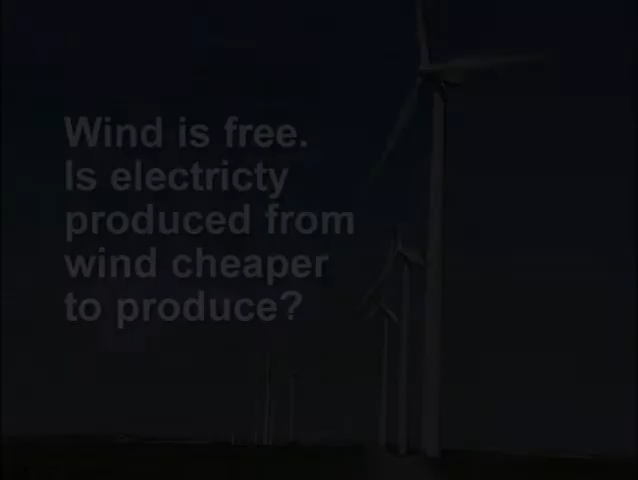 Wind is free.
Is electricty
produced from
wind cheaper
to produce?